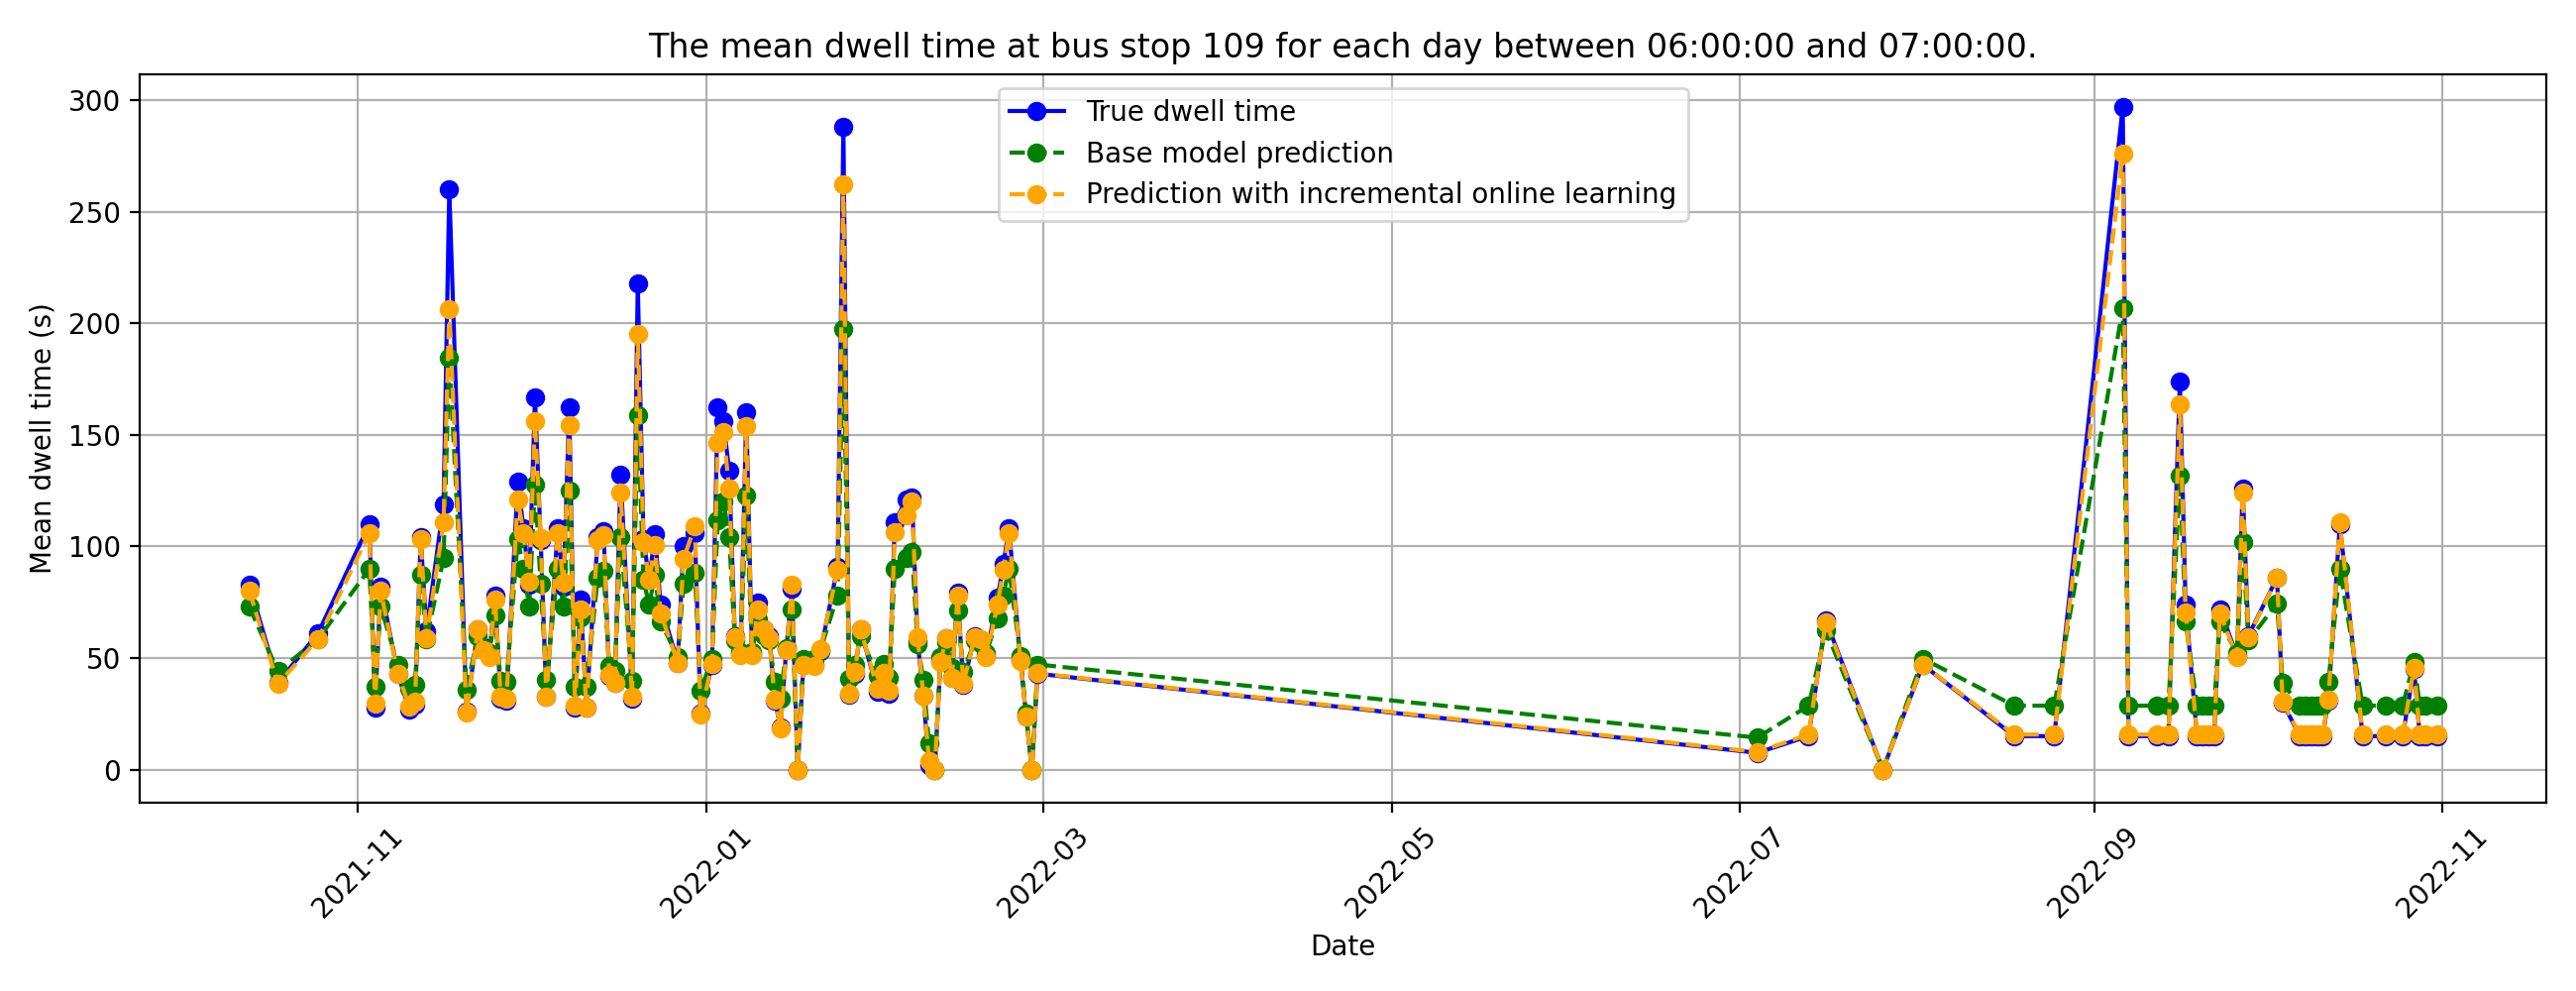 The mean dwell time at bus stop 109 for each day between 06:00:00 and 07:00:00.
300
250
200
150
100
50
0
Mean dwell time (s)
True dwell time
Base model prediction
Prediction with incremental online learning
2021-11
2022-01
2022-03
2022-05
2022-07
2022-09
2022-11
Date